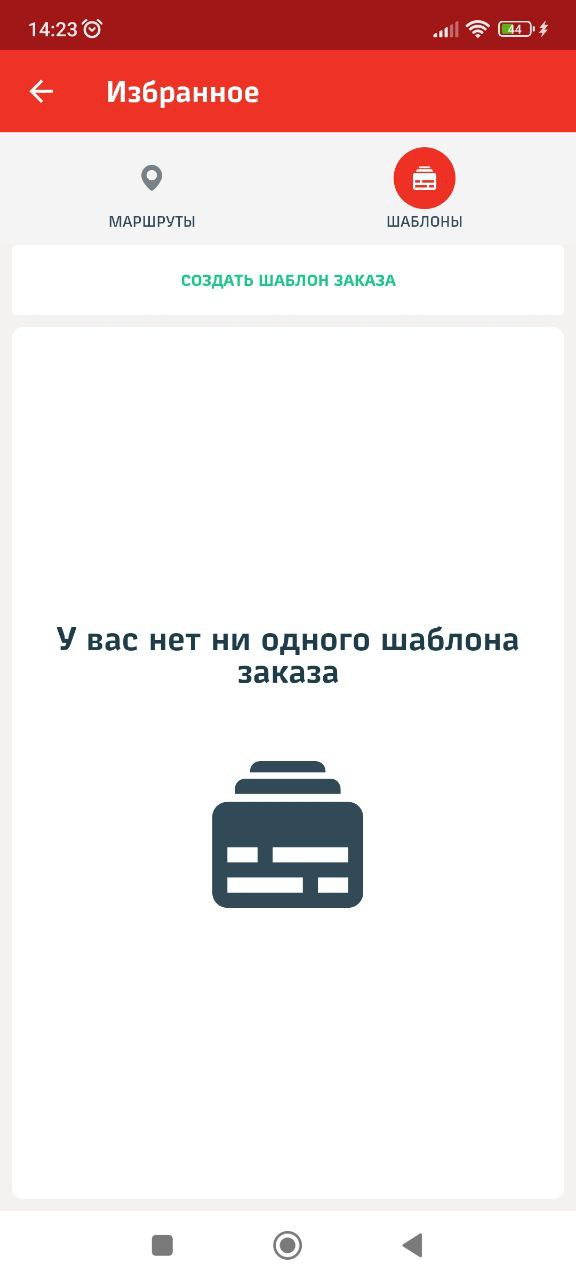 14:23
44
Избранное
МАРШРУТЫ
ШАБЛОНЫ
СОЗДАТЬ ШАБЛОН ЗАКАЗА
У вас нет ни одного шаблона
заказа